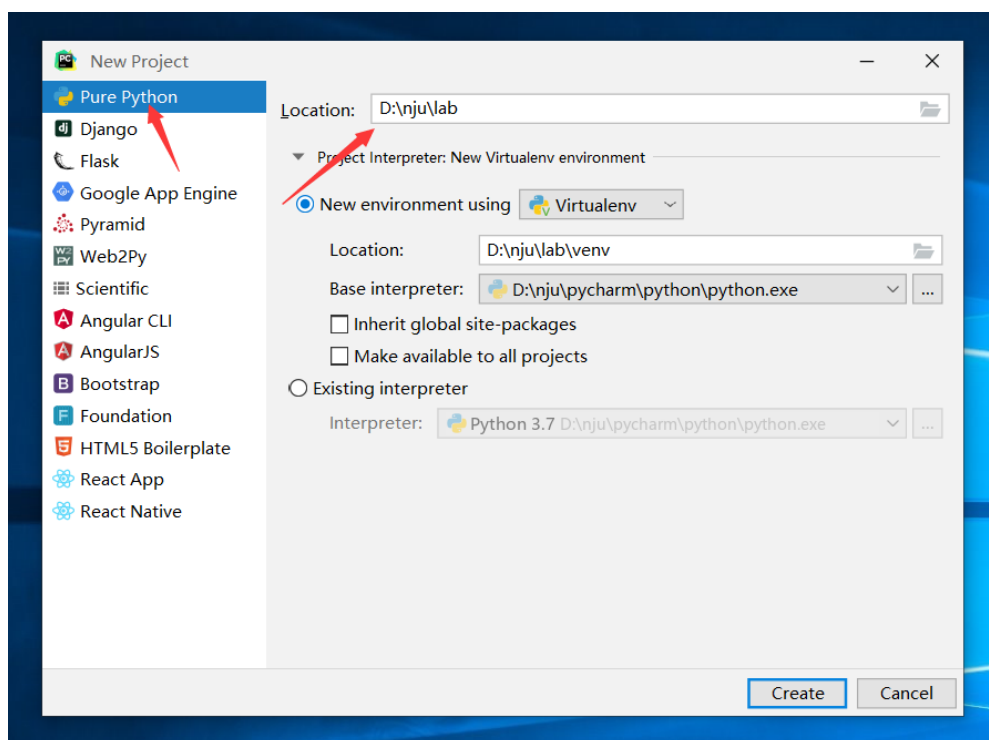 New Project
Pure Python
Django
Flask
Google App Engine
Pyramid
Web2Py
Scientific
Angular CLI
AngularJS
Bootstrap
Foundation
HTML5 Boilerplate
React App
React Native
Location: D:\nju\lab
Project Interpreter: New Virtualenv environment
New environment using Virtualenv
Location: D:\nju\lab\venv
Base interpreter: D:\nju\pycharm\python\python.exe ...
Inherit global site-packages
Make available to all projects
Existing interpreter
Interpreter: Python 3.7 D:\nju\pycharm\python\python.exe ...
Create Cancel